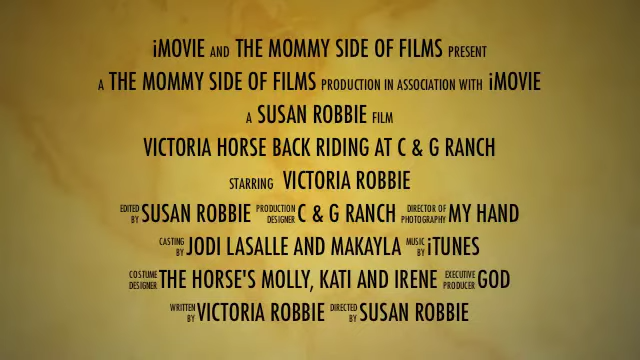 iMOVIE AND THE MOMMY SIDE OF FILMS PRESENT
A THE MOMMY SIDE OF FILMS PRODUCTION IN ASSOCIATION WITH iMOVIE
A SUSAN ROBBIE FILM
VICTORIA HORSE BACK RIDING AT C & G RANCH
STARRING VICTORIA ROBBIE
EDITED BY SUSAN ROBBIE PRODUCTION DESIGNER C & G RANCH DIRECTOR OF PHOTOGRAPHY MY HAND
CASTING BY JODI LASALLE AND MAKAYLA MUSIC BY iTUNES
COSTUME DESIGNER THE HORSE'S MOLLY, KATI AND IRENE EXECUTIVE PRODUCER GOD
WRITTEN BY VICTORIA ROBBIE DIRECTED BY SUSAN ROBBIE